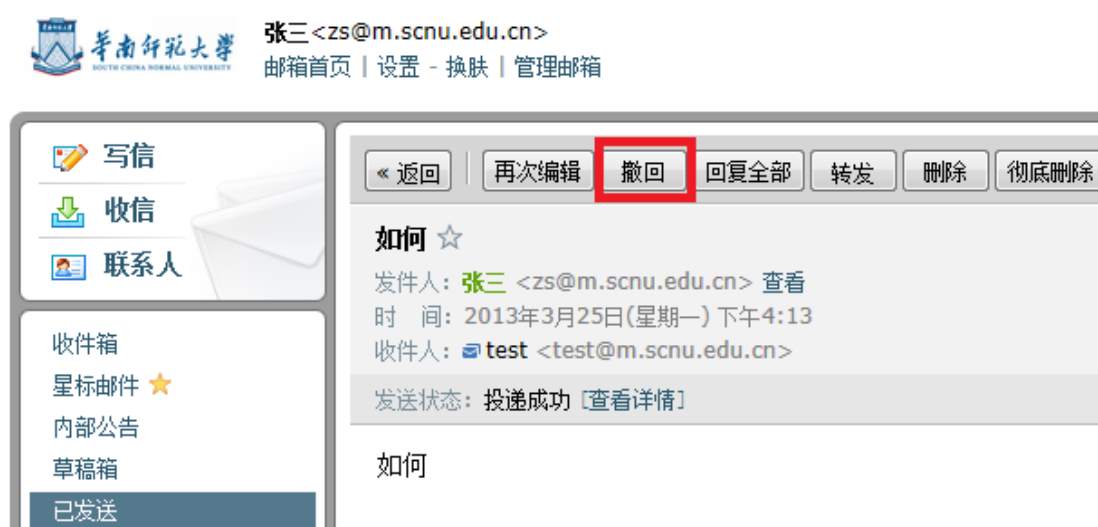 華南師範大學
SOUTH CHINA NORMAL UNIVERSITY
张三<zs@m.scnu.edu.cn>
邮箱首页 | 设置 - 换肤 | 管理邮箱
写信
收信
联系人
收件箱
星标邮件
内部公告
草稿箱
已发送
« 返回 再次编辑 撤回 回复全部 转发 删除 彻底删除
如何
发件人: 张三 <zs@m.scnu.edu.cn> 查看
时 间: 2013年3月25日(星期一) 下午4:13
收件人: test <test@m.scnu.edu.cn>
发送状态: 投递成功 [查看详情]
如何